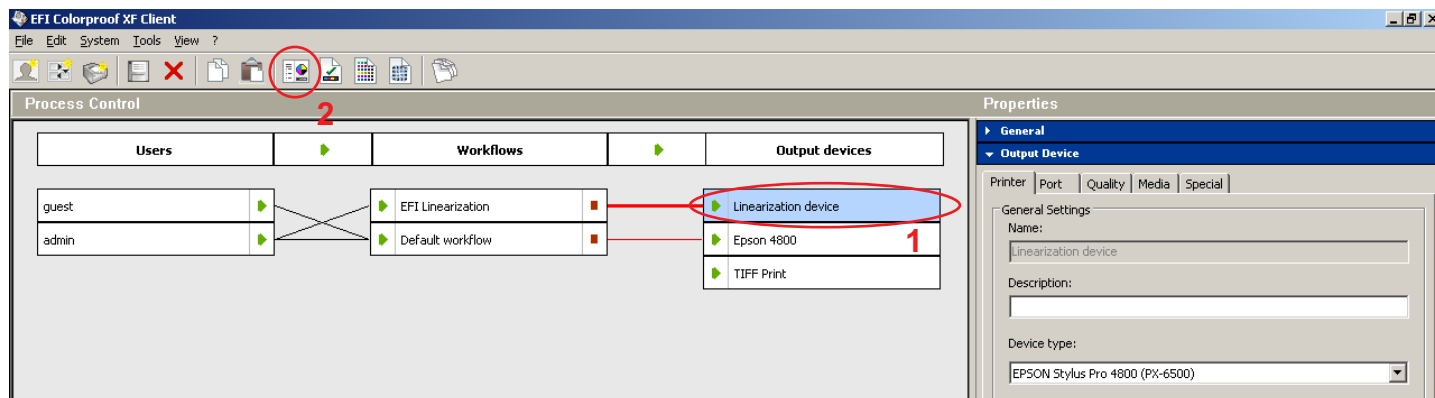 EFI Colorproof XF Client
File Edit System Tools View ?
2
Process Control
Properties
Users Workflows Output devices
guest
admin
EFI Linearization
Default workflow
Linearization device
1
Epson 4800
TIFF Print
General
Output Device
Printer Port Quality Media Special
General Settings
Name:
Linearization device
Description:
Device type:
EPSON Stylus Pro 4800 (PX-6500)